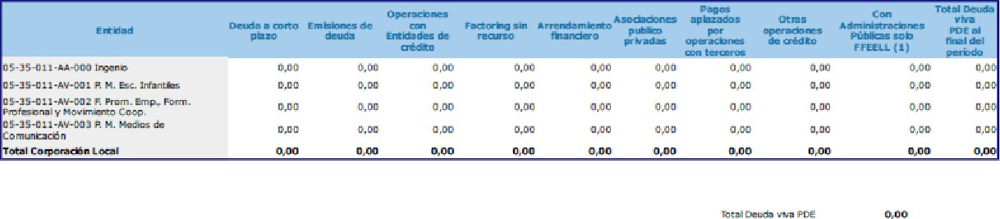 Entidad Deuda a corto plazo Emisiones de deuda Operaciones con Entidades de crédito Factoring sin recurso Arrendamiento financiero Asociaciones publico privadas Pagos aplazados por operaciones con terceros Otras operaciones de crédito Con Administraciones Públicas solo FFEELL (1) Total Deuda viva PDE al final del período
05-35-011-AA-000 Ingenio 0,00 0,00 0,00 0,00 0,00 0,00 0,00 0,00 0,00 0,00
05-35-011-AV-001 P. M. Esc. Infantiles 0,00 0,00 0,00 0,00 0,00 0,00 0,00 0,00 0,00 0,00
05-35-011-AV-002 F. Prom. Emp., Form.
Profesional y Movimiento Coop. 0,00 0,00 0,00 0,00 0,00 0,00 0,00 0,00 0,00 0,00
05-35-011-AV-003 P. M. Medios de
Comunicación 0,00 0,00 0,00 0,00 0,00 0,00 0,00 0,00 0,00 0,00
Total Corporación Local 0,00 0,00 0,00 0,00 0,00 0,00 0,00 0,00 0,00 0,00
Total Deuda viva PDE 0,00